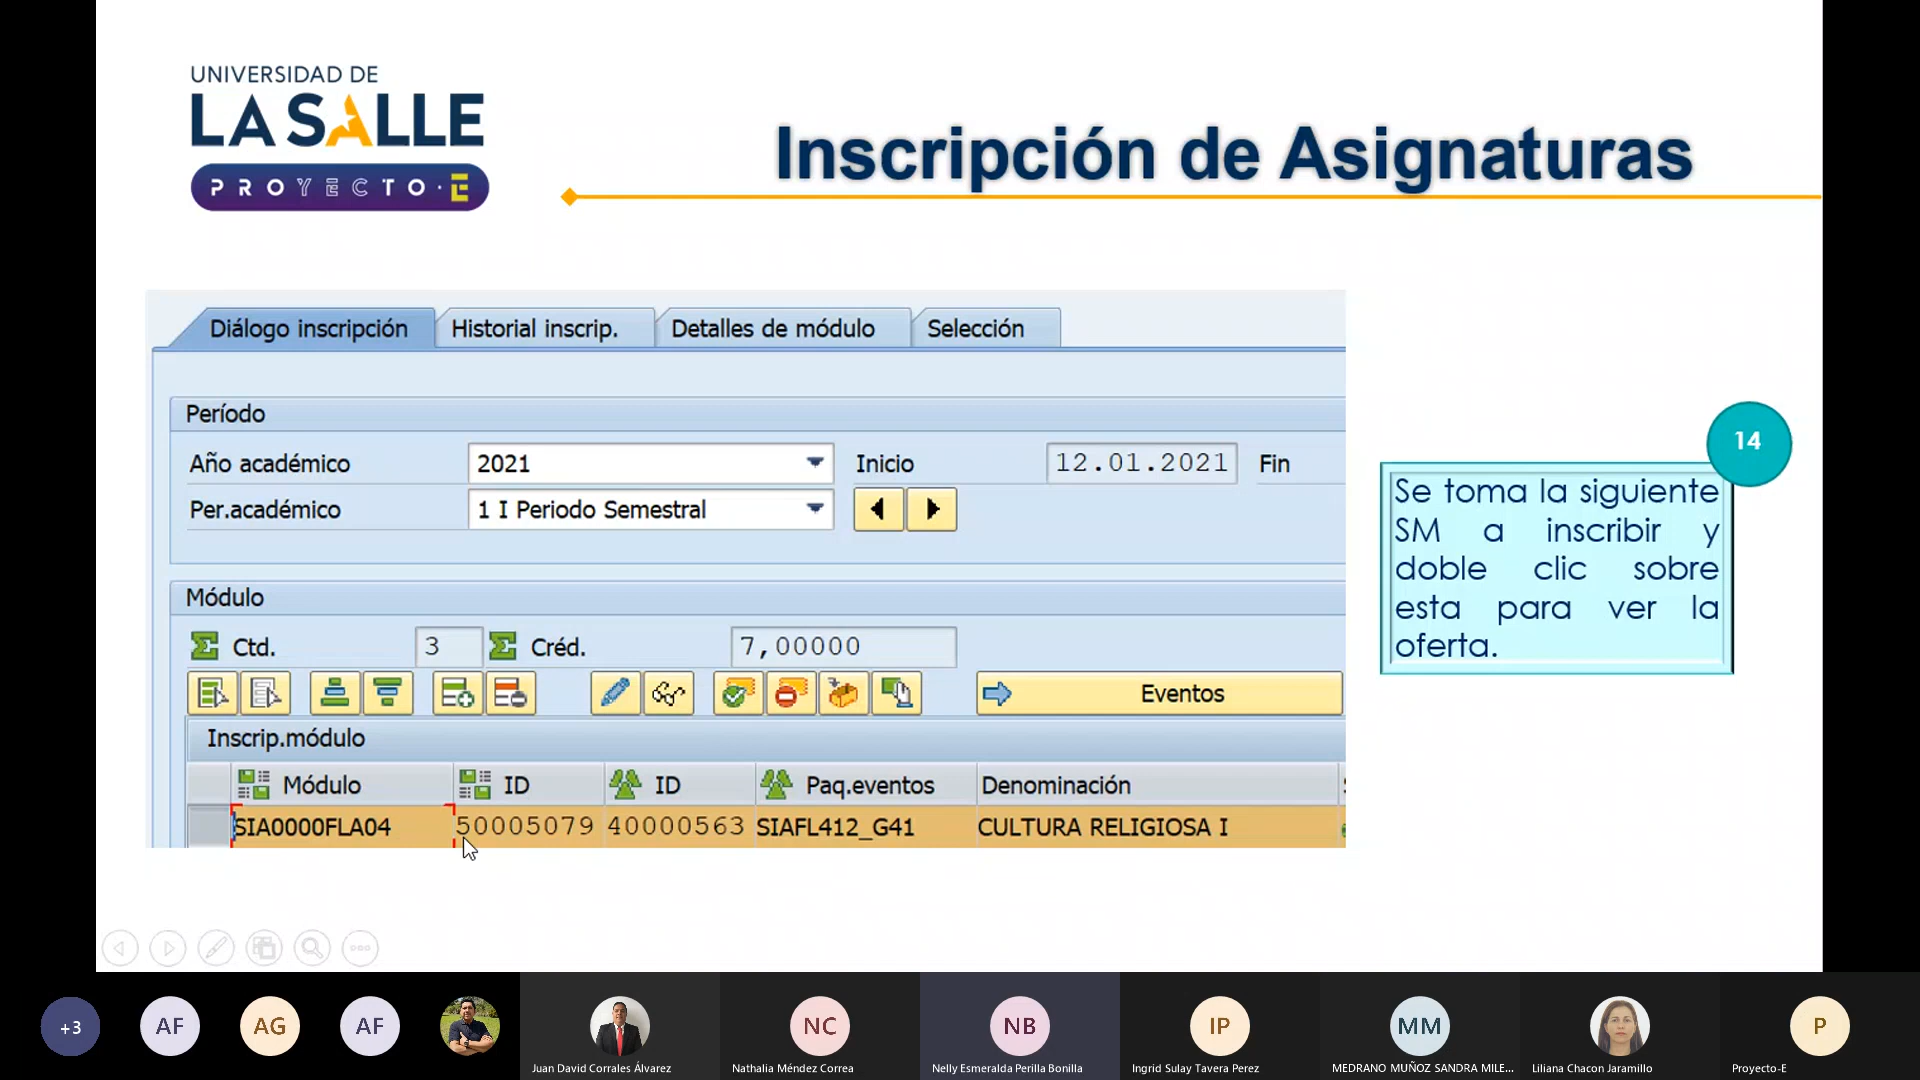 UNIVERSIDAD DE
LA SALLE
PROYECTO·E
Inscripción de Asignaturas
Diálogo inscripción
Historial inscrip.
Detalles de módulo
Selección
Período
Año académico
2021
Inicio
12.01.2021
Fin
Per.académico
1 I Periodo Semestral
Módulo
Ctd.
3
Créd.
7,00000
Eventos
Inscrip.módulo
Módulo
ID
ID
Paq.eventos
Denominación
SIA0000FLA04
50005079
40000563
SIAFL412_G41
CULTURA RELIGIOSA I
14
Se toma la siguiente
SM a inscribir y
doble clic sobre
esta para ver la
oferta.
+3
AF
AG
AF
Juan David Corrales Álvarez
NC
Nathalia Méndez Correa
NB
Nelly Esmeralda Perilla Bonilla
IP
Ingrid Sulay Tavera Perez
MM
MEDRANO MUÑOZ SANDRA MILE...
Liliana Chacon Jaramillo
P
Proyecto-E